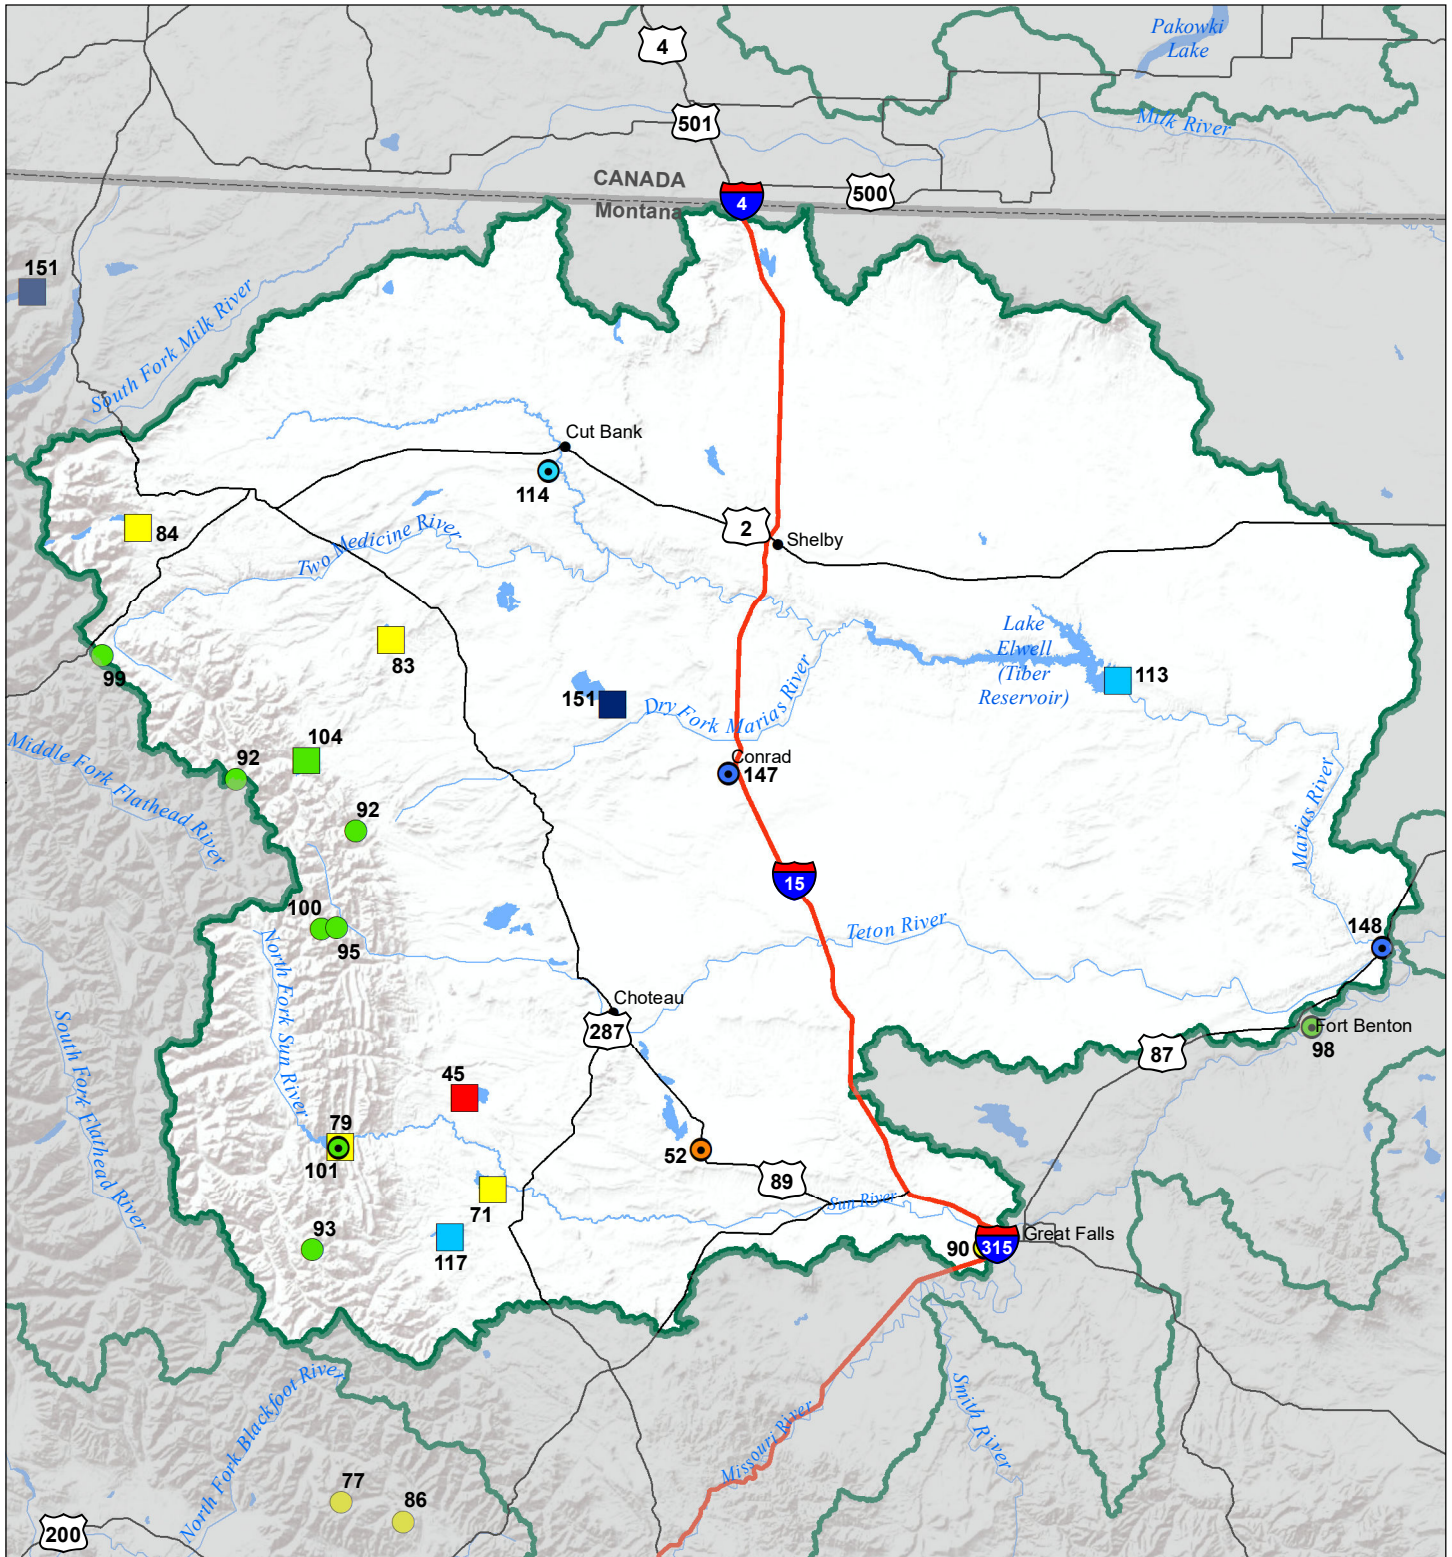 4
Pakowki
Lake
501
Milk River
CANADA
500
4
Montana
151
South Fork Milk River
Cut Bank
114
84
2
Shelby
Two Medicine River
Lake
Elwell
(Tiber
Reservoir)
83
99
113
151
Dry Fork Marias River
104
92
Middle Fork Flathead River
Conrad
147
92
Marias River
15
100
95
Teton River
148
North Fork Sun River
Choteau
287
Fort Benton
98
87
South Fork Flathead River
45
79
101
52
89
71
Sun River
93
117
90
315
Great Falls
North Fork Blackfoot River
Missouri River
Smith River
77
86
200